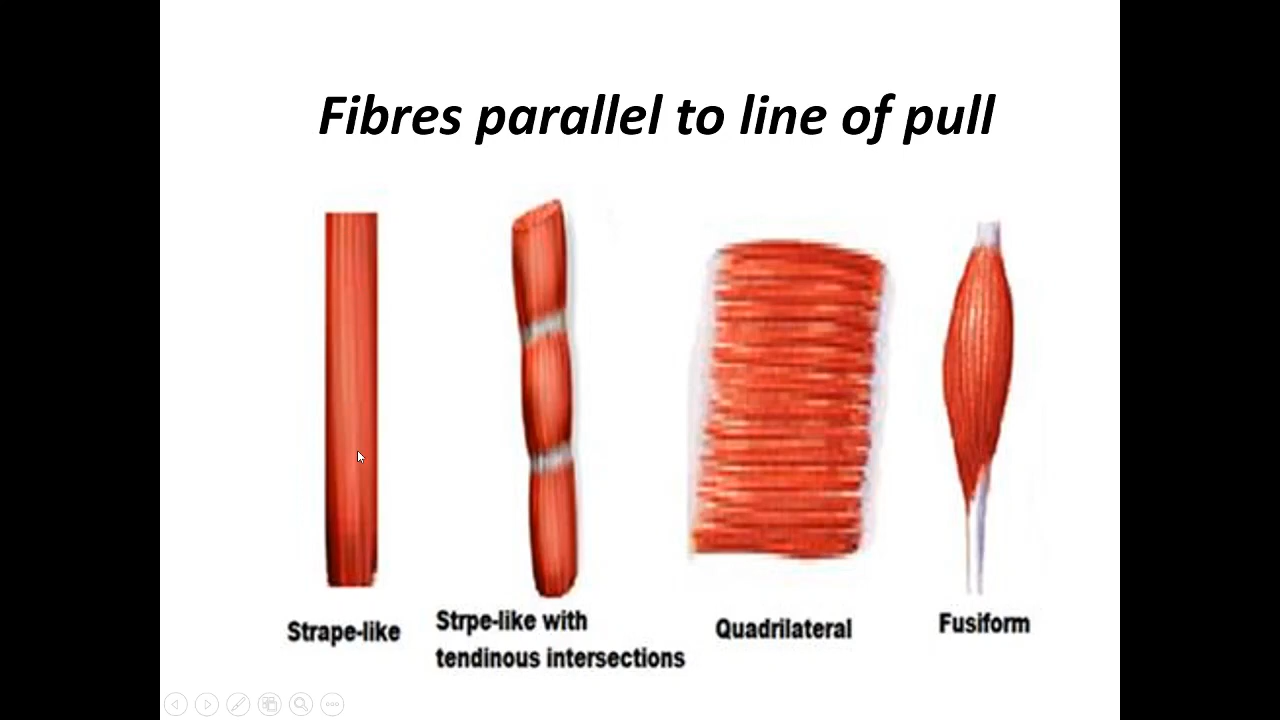 Fibres parallel to line of pull
Strape-like
Strpe-like with
tendinous intersections
Quadrilateral
Fusiform